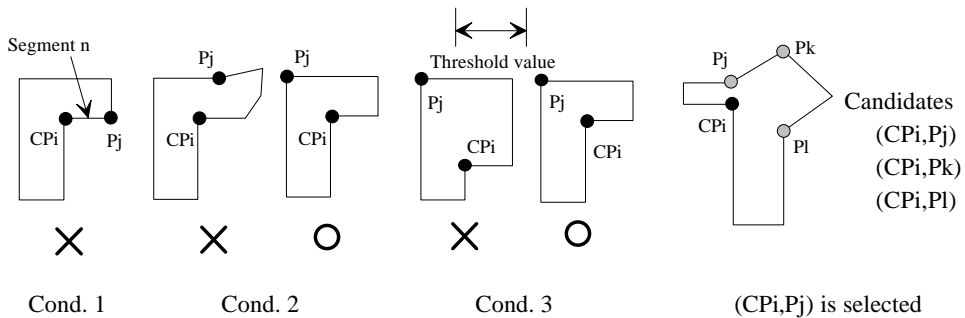 Segment n
CPi
Pj
Cond. 1
Pj
CPi
Pj
CPi
Cond. 2
Threshold value
Pj
CPi
Pj
CPi
Cond. 3
Pj
Pk
CPi
Pl
Candidates
(CPi,Pj)
(CPi,Pk)
(CPi,Pl)
(CPi,Pj) is selected